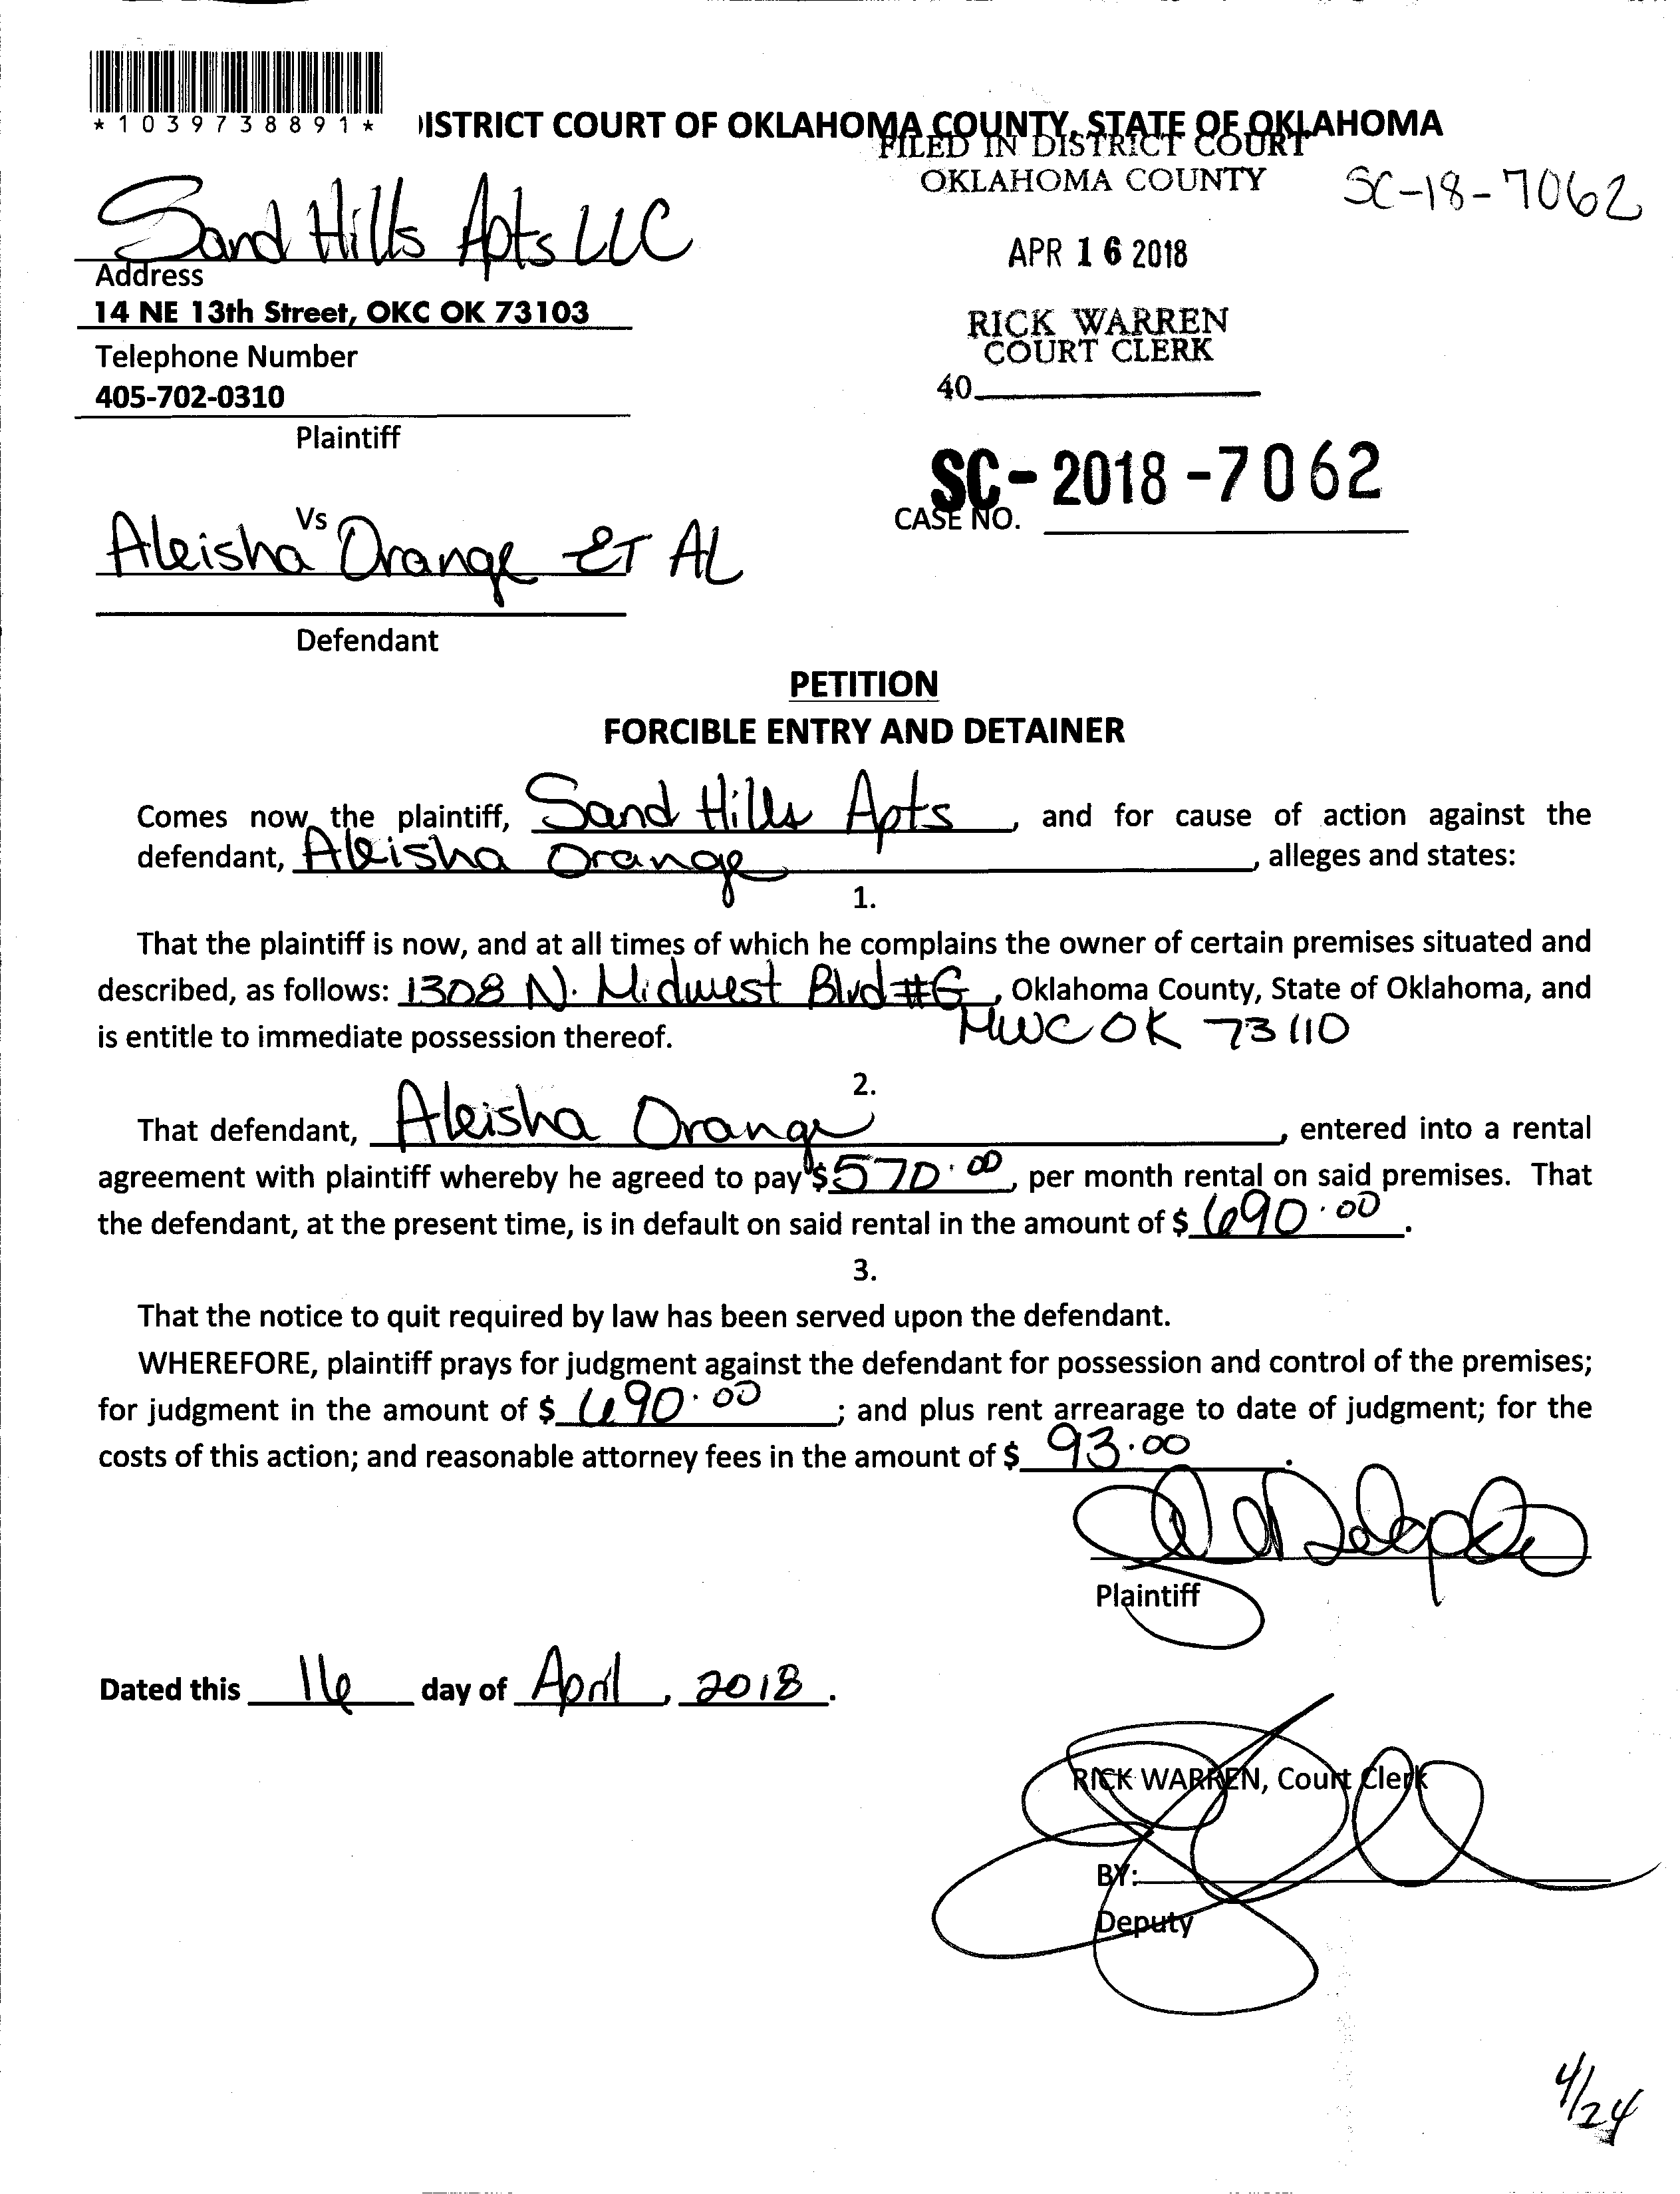 *1039738891*
ISTRICT COURT OF OKLAHOMA COUNTY, STATE OF OKLAHOMA
FILED IN DISTRICT COURT
OKLAHOMA COUNTY
SC-18-7062
Sand Hills Apts LLC
APR 16 2018
Address
14 NE 13th Street, OKC OK 73103
RICK WARREN
COURT CLERK
Telephone Number
405-702-0310
40
Plaintiff
SC-2018-7062
CASE NO.
Vs
Aleisha Orange ET AL
Defendant
PETITION
FORCIBLE ENTRY AND DETAINER
Comes now the plaintiff, Sand Hills Apts, and for cause of action against the
defendant, Aleisha Orange, alleges and states:
1.
That the plaintiff is now, and at all times of which he complains the owner of certain premises situated and
described, as follows: 1308 N. Midwest Blvd #G, Oklahoma County, State of Oklahoma, and
MWC OK 73110
is entitle to immediate possession thereof.
2.
That defendant, Aleisha Orange, entered into a rental
agreement with plaintiff whereby he agreed to pay $570.00, per month rental on said premises. That
the defendant, at the present time, is in default on said rental in the amount of $ 690.00.
3.
That the notice to quit required by law has been served upon the defendant.
WHEREFORE, plaintiff prays for judgment against the defendant for possession and control of the premises;
for judgment in the amount of $ 690.00; and plus rent arrearage to date of judgment; for the
costs of this action; and reasonable attorney fees in the amount of $ 93.00.
Plaintiff
Dated this 16 day of April, 2018.
RICK WARREN, Court Clerk
BY:
Deputy
4/24